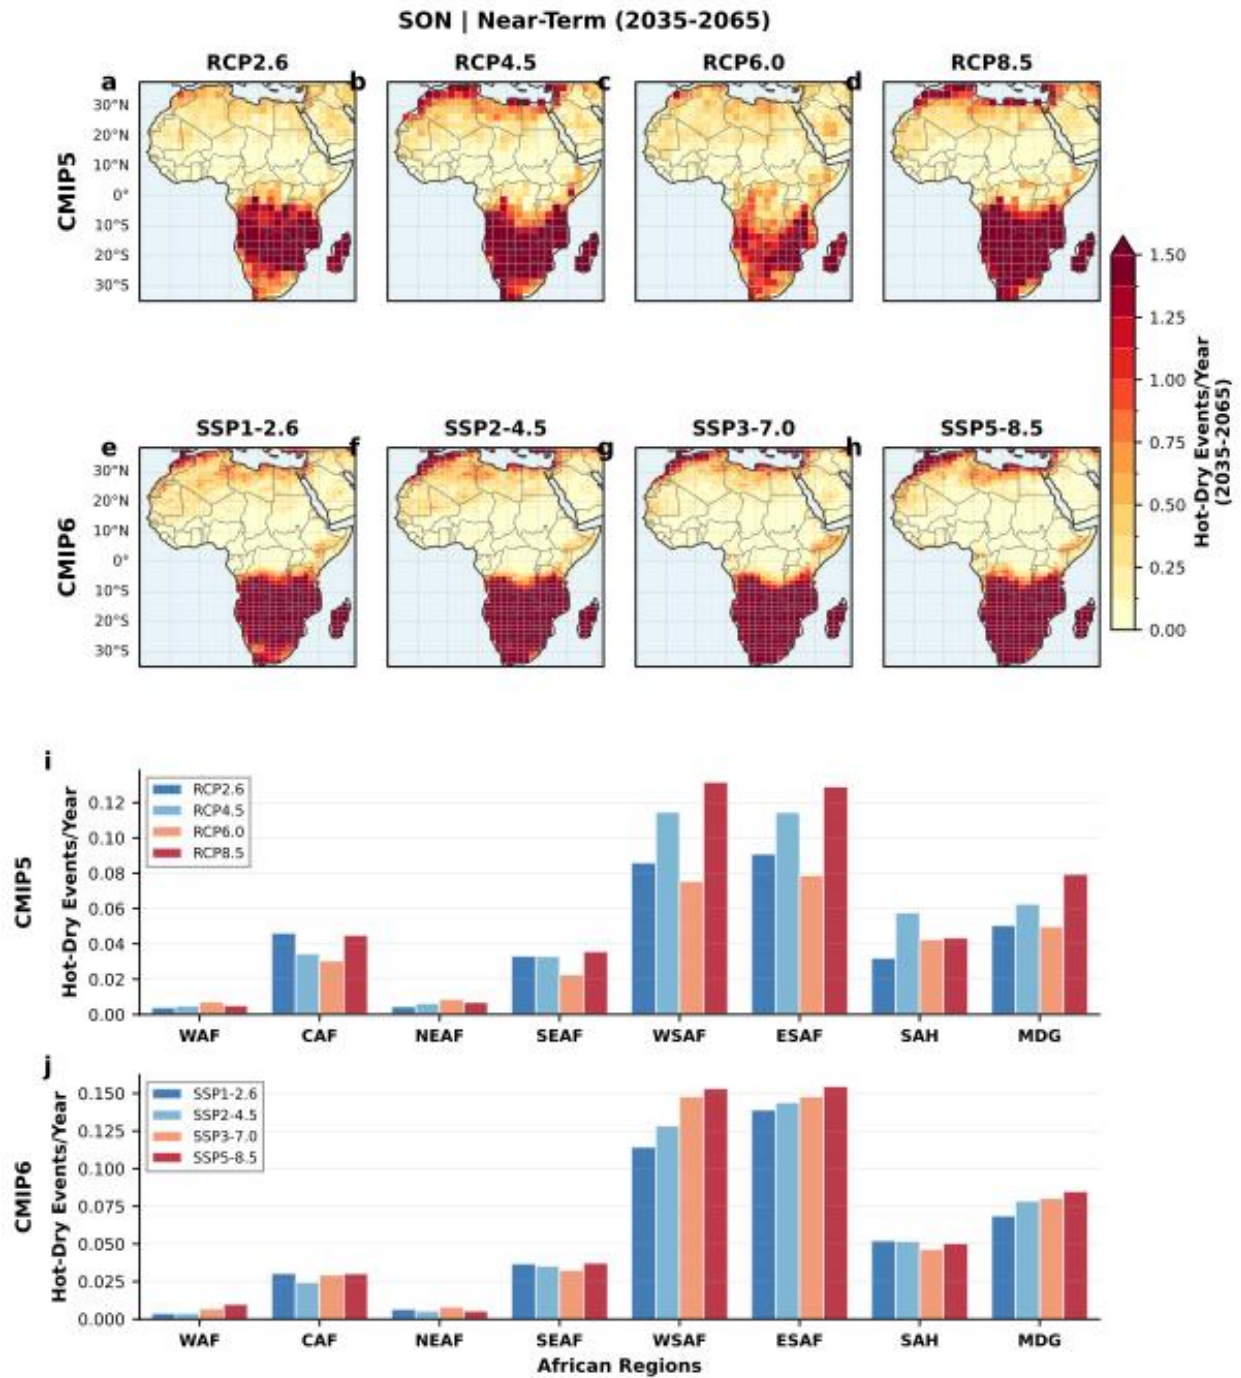 SON | Near-Term (2035-2065)
RCP2.6 RCP4.5 RCP6.0 RCP8.5
a b c d
30°N
20°N
10°N
0°
10°S
20°S
30°S
CMIP5
SSP1-2.6 SSP2-4.5 SSP3-7.0 SSP5-8.5
e f g h
30°N
20°N
10°N
0°
10°S
20°S
30°S
CMIP6
1.50
1.25
1.00
0.75
0.50
0.25
0.00
Hot-Dry Events/Year
(2035-2065)
i
CMIP5
Hot-Dry Events/Year
0.12
0.10
0.08
0.06
0.04
0.02
0.00
RCP2.6
RCP4.5
RCP6.0
RCP8.5
WAF CAF NEAF SEAF WSAF ESAF SAH MDG
j
CMIP6
Hot-Dry Events/Year
0.150
0.125
0.100
0.075
0.050
0.025
0.000
SSP1-2.6
SSP2-4.5
SSP3-7.0
SSP5-8.5
WAF CAF NEAF SEAF WSAF ESAF SAH MDG
African Regions